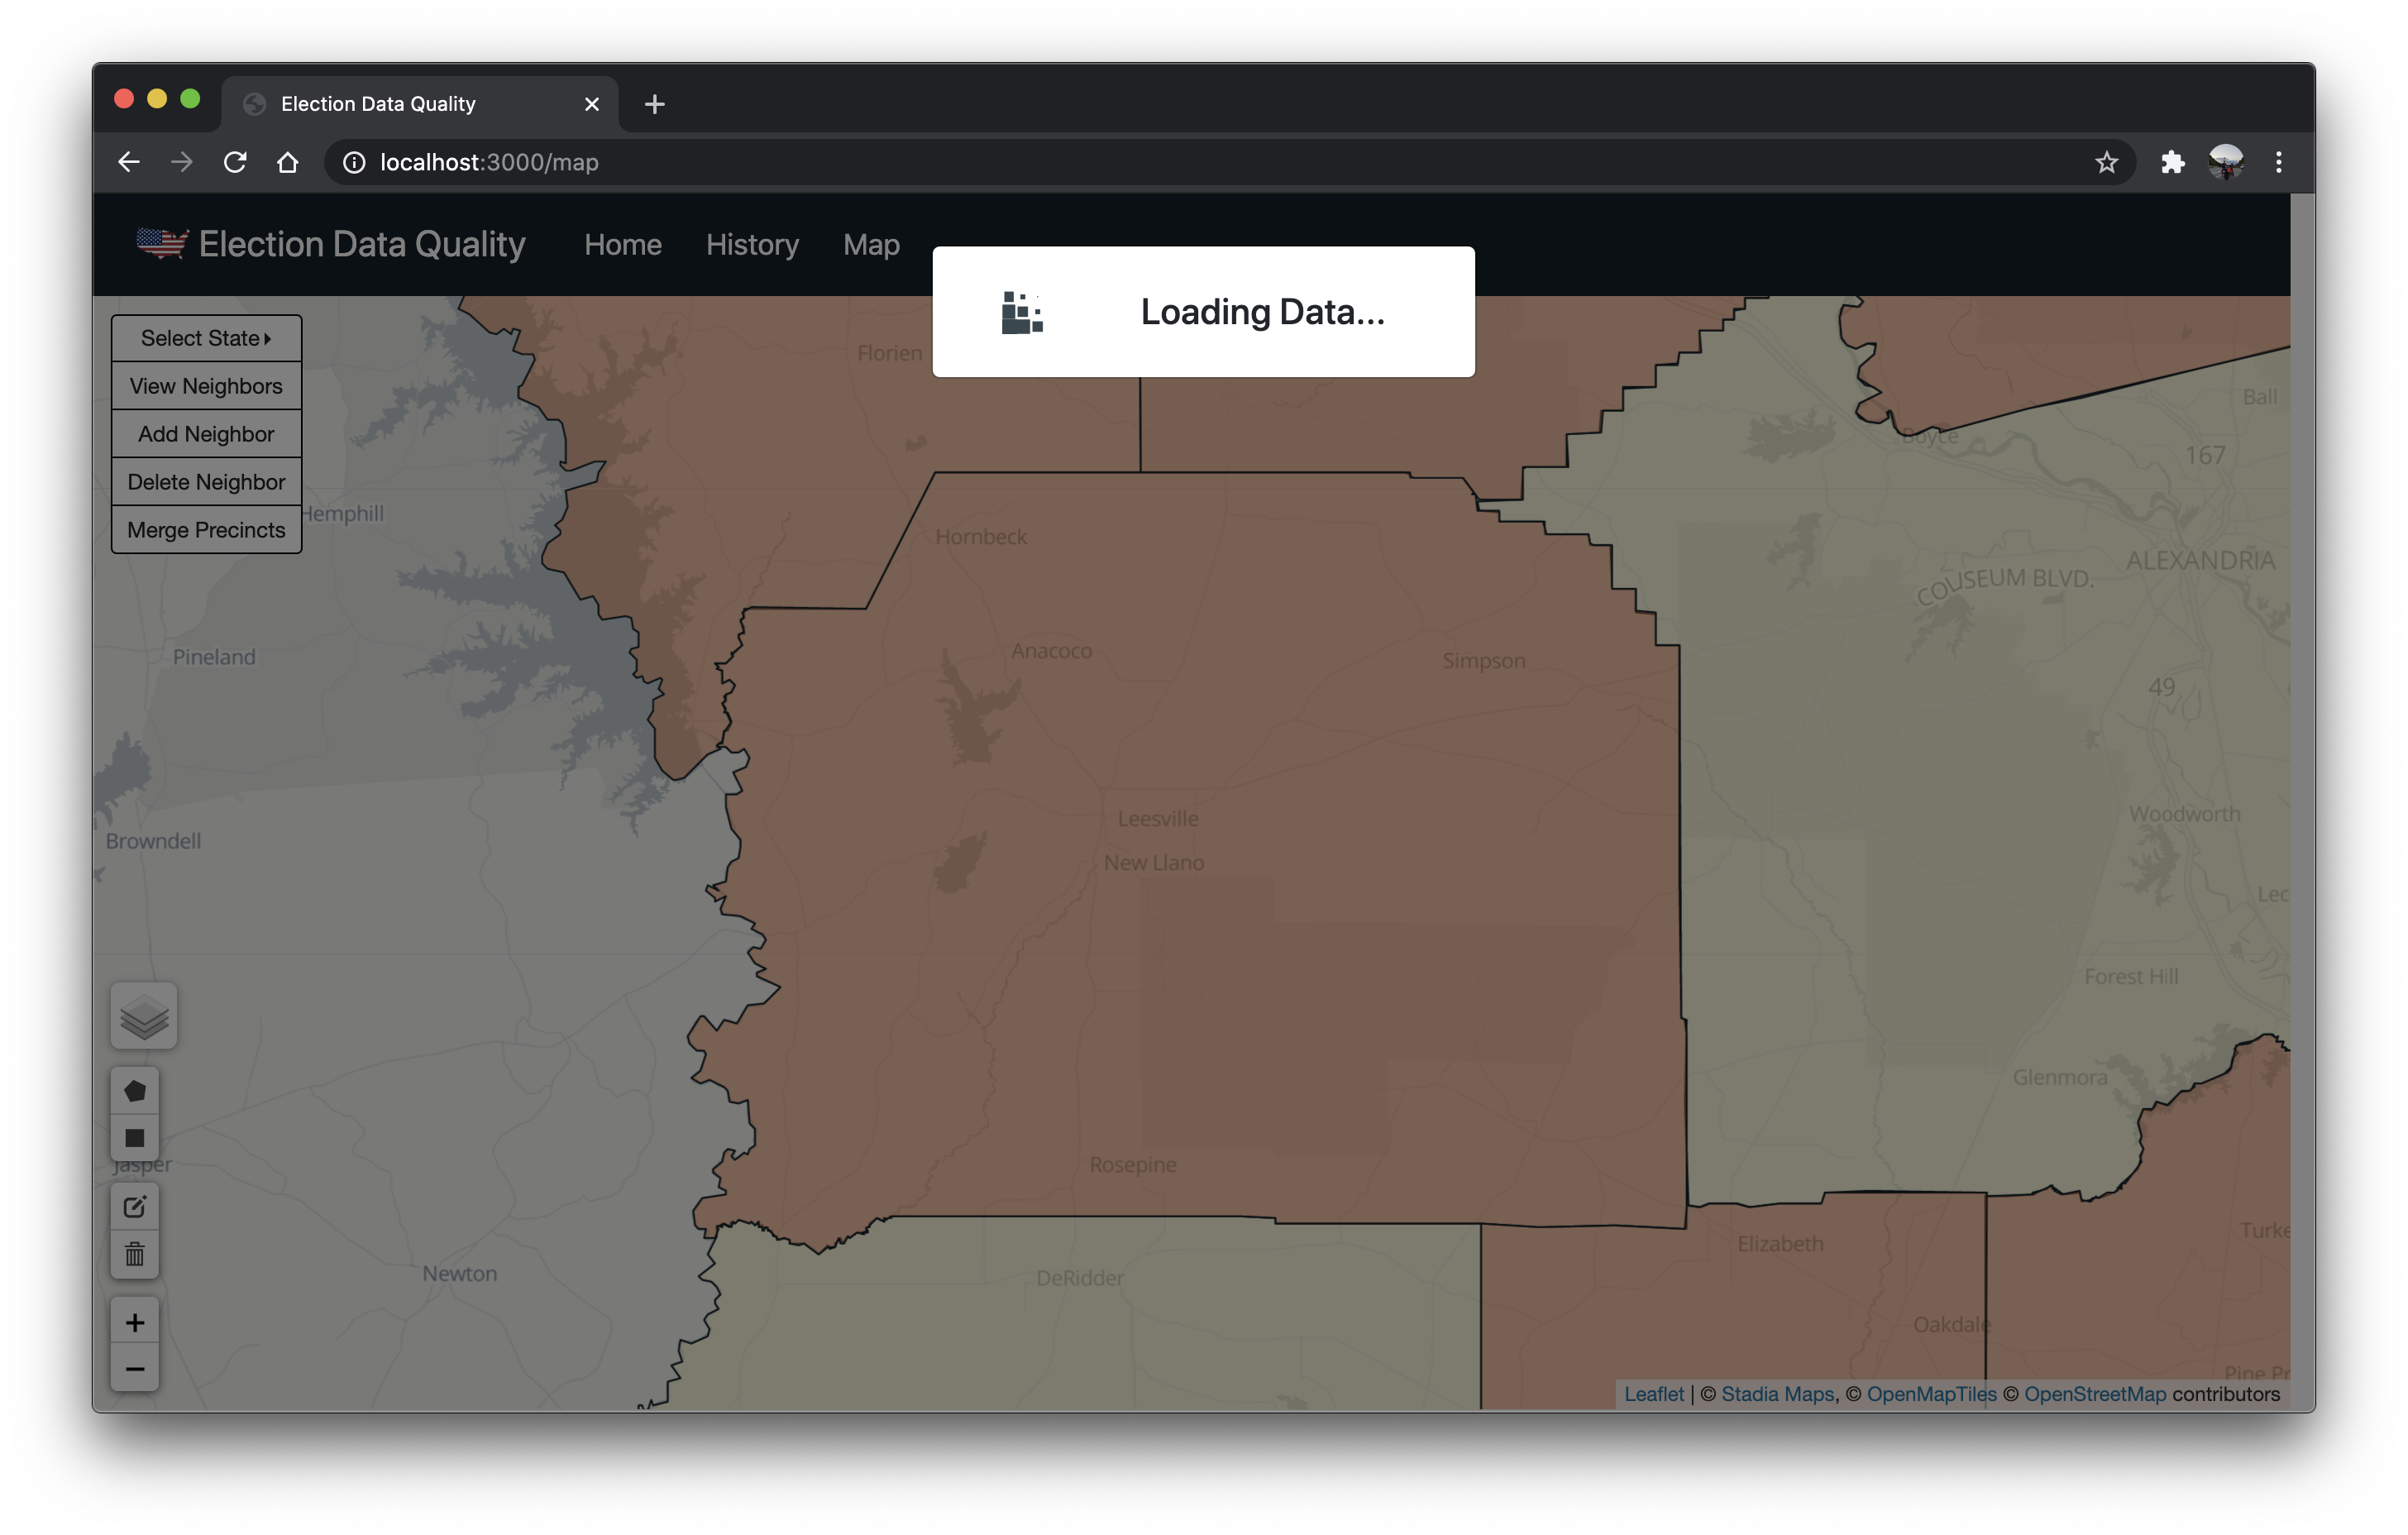 Election Data Quality
localhost:3000/map
Election Data Quality Home History Map
Loading Data...
Select State
View Neighbors
Add Neighbor
Delete Neighbor
Merge Precincts
Florien
Ball
Boyce
167
Hemphill
Hornbeck
ALEXANDRIA
COLISEUM BLVD.
Pineland
Anacoco
Simpson
49
Leesville
Woodworth
Browndell
New Llano
Lec
Forest Hill
Glenmora
Jasper
Rosepine
Turke
Elizabeth
Newton
DeRidder
Oakdale
Pine Pr
+
−
Leaflet | © Stadia Maps, © OpenMapTiles © OpenStreetMap contributors